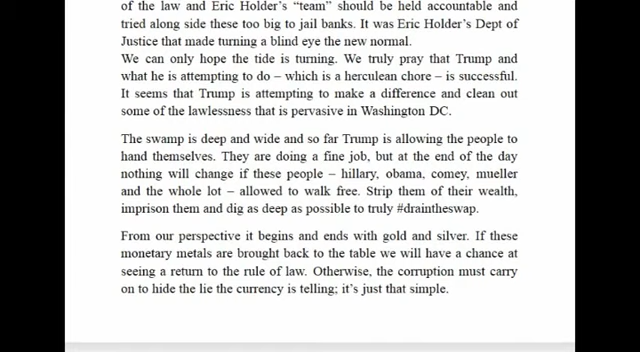 of the law and Eric Holder's “team” should be held accountable and
tried along side these too big to jail banks. It was Eric Holder's Dept of
Justice that made turning a blind eye the new normal.
We can only hope the tide is turning. We truly pray that Trump and
what he is attempting to do – which is a herculean chore – is successful.
It seems that Trump is attempting to make a difference and clean out
some of the lawlessness that is pervasive in Washington DC.
The swamp is deep and wide and so far Trump is allowing the people to
hand themselves. They are doing a fine job, but at the end of the day
nothing will change if these people – hillary, obama, comey, mueller
and the whole lot – allowed to walk free. Strip them of their wealth,
imprison them and dig as deep as possible to truly #draintheswap.
From our perspective it begins and ends with gold and silver. If these
monetary metals are brought back to the table we will have a chance at
seeing a return to the rule of law. Otherwise, the corruption must carry
on to hide the lie the currency is telling; it's just that simple.